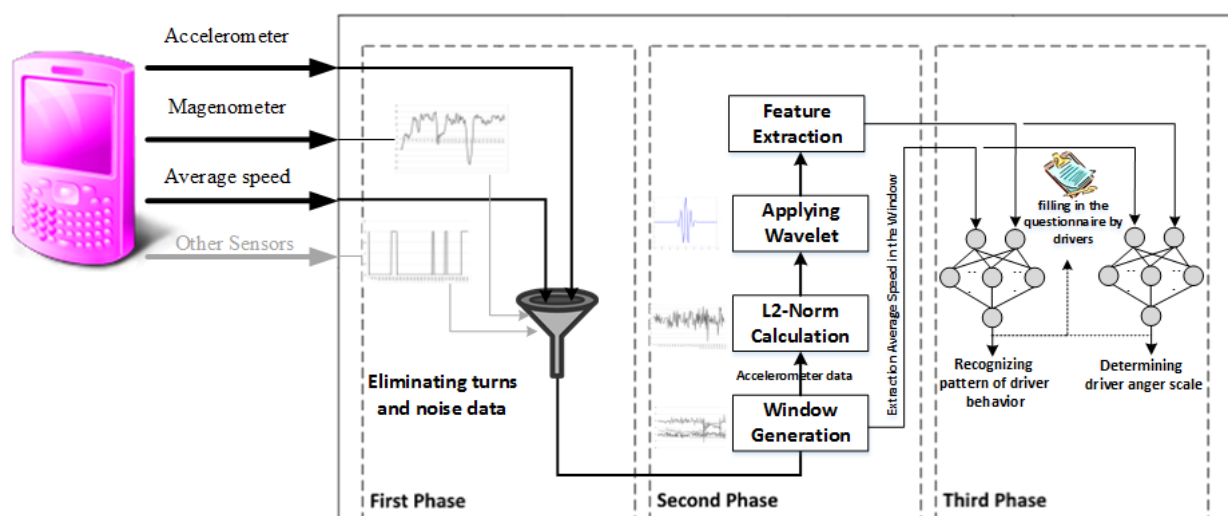 Accelerometer
Magenometer
Average speed
Other Sensors
Eliminating turns
and noise data
First Phase
Feature
Extraction
Applying
Wavelet
L2-Norm
Calculation
Accelerometer data
Window
Generation
Extraction Average Speed in the Window
Second Phase
filling in the
questionnaire by
drivers
Recognizing
pattern of driver
behavior
Determining
driver anger scale
Third Phase